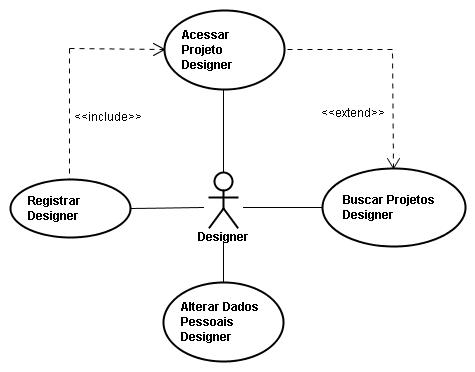 Acessar
Projeto
Designer
<<include>>
<<extend>>
Registrar
Designer
Buscar Projetos
Designer
Designer
Alterar Dados
Pessoais
Designer